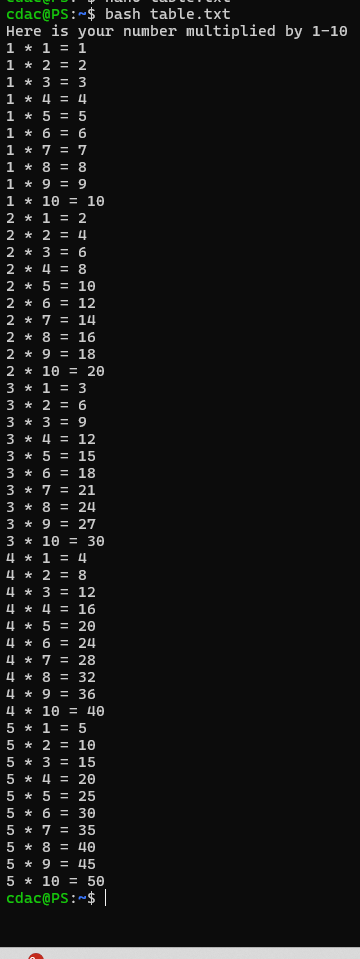 cdac@PS:~$ nano table.txt
cdac@PS:~$ bash table.txt
Here is your number multiplied by 1-10
1 * 1 = 1
1 * 2 = 2
1 * 3 = 3
1 * 4 = 4
1 * 5 = 5
1 * 6 = 6
1 * 7 = 7
1 * 8 = 8
1 * 9 = 9
1 * 10 = 10
2 * 1 = 2
2 * 2 = 4
2 * 3 = 6
2 * 4 = 8
2 * 5 = 10
2 * 6 = 12
2 * 7 = 14
2 * 8 = 16
2 * 9 = 18
2 * 10 = 20
3 * 1 = 3
3 * 2 = 6
3 * 3 = 9
3 * 4 = 12
3 * 5 = 15
3 * 6 = 18
3 * 7 = 21
3 * 8 = 24
3 * 9 = 27
3 * 10 = 30
4 * 1 = 4
4 * 2 = 8
4 * 3 = 12
4 * 4 = 16
4 * 5 = 20
4 * 6 = 24
4 * 7 = 28
4 * 8 = 32
4 * 9 = 36
4 * 10 = 40
5 * 1 = 5
5 * 2 = 10
5 * 3 = 15
5 * 4 = 20
5 * 5 = 25
5 * 6 = 30
5 * 7 = 35
5 * 8 = 40
5 * 9 = 45
5 * 10 = 50
cdac@PS:~$